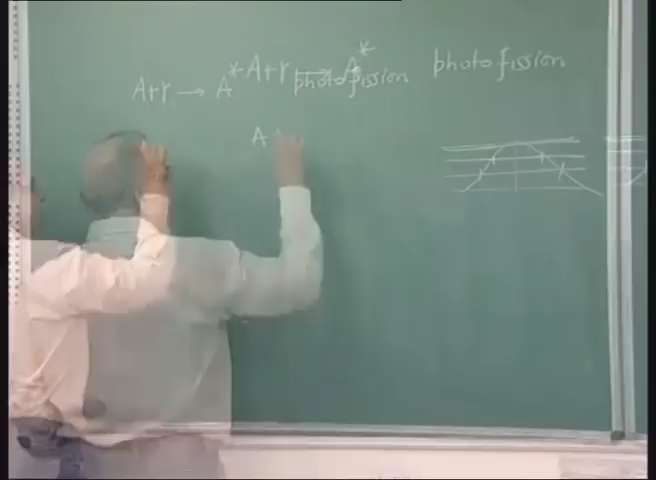 A+γ → A* A+γ → A* photofission
photofission
A